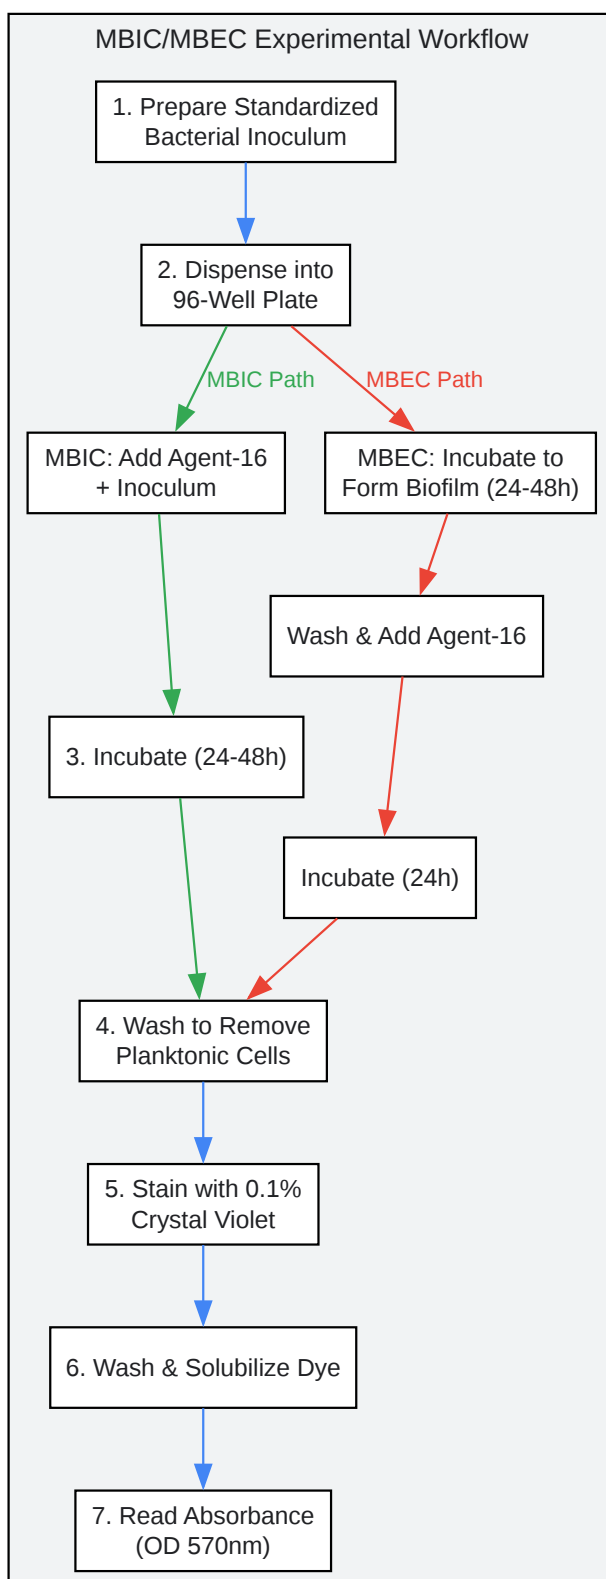 MBIC/MBEC Experimental Workflow
1. Prepare Standardized
Bacterial Inoculum
2. Dispense into
96-Well Plate
MBIC Path
MBEC Path
MBIC: Add Agent-16
+ Inoculum
MBEC: Incubate to
Form Biofilm (24-48h)
Wash & Add Agent-16
3. Incubate (24-48h)
Incubate (24h)
4. Wash to Remove
Planktonic Cells
5. Stain with 0.1%
Crystal Violet
6. Wash & Solubilize Dye
7. Read Absorbance
(OD 570nm)